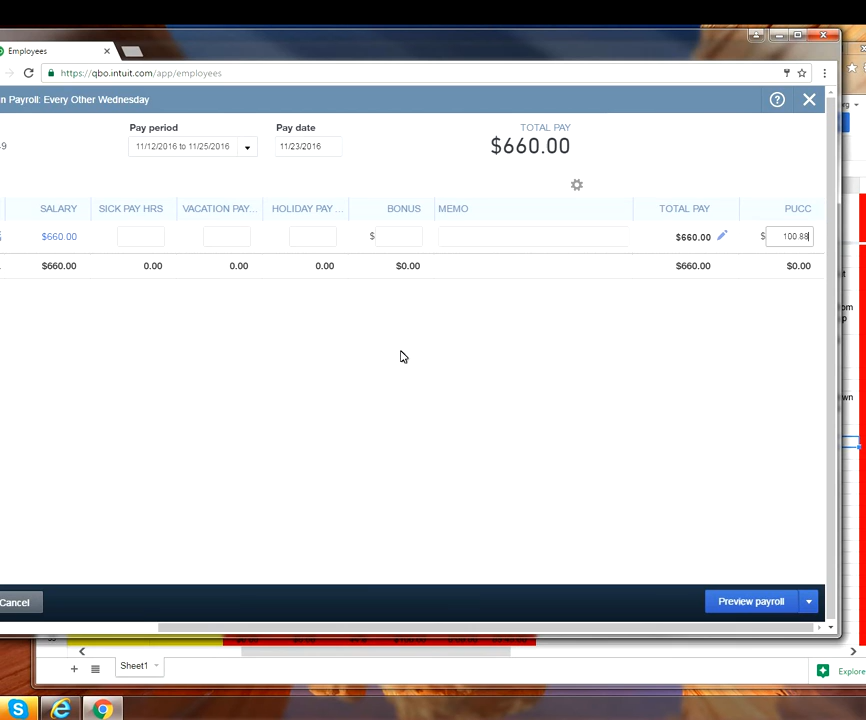 Employees
https://qbo.intuit.com/app/employees
n Payroll: Every Other Wednesday
Pay period
Pay date
TOTAL PAY
9
11/12/2016 to 11/25/2016
11/23/2016
$660.00
SALARY
SICK PAY HRS
VACATION PAY...
HOLIDAY PAY ...
BONUS
MEMO
TOTAL PAY
PUCC
$660.00
$
$660.00
$
100.88
$660.00
0.00
0.00
0.00
$0.00
$660.00
$0.00
om
p
wn
Cancel
Preview payroll
Sheet1
Explore